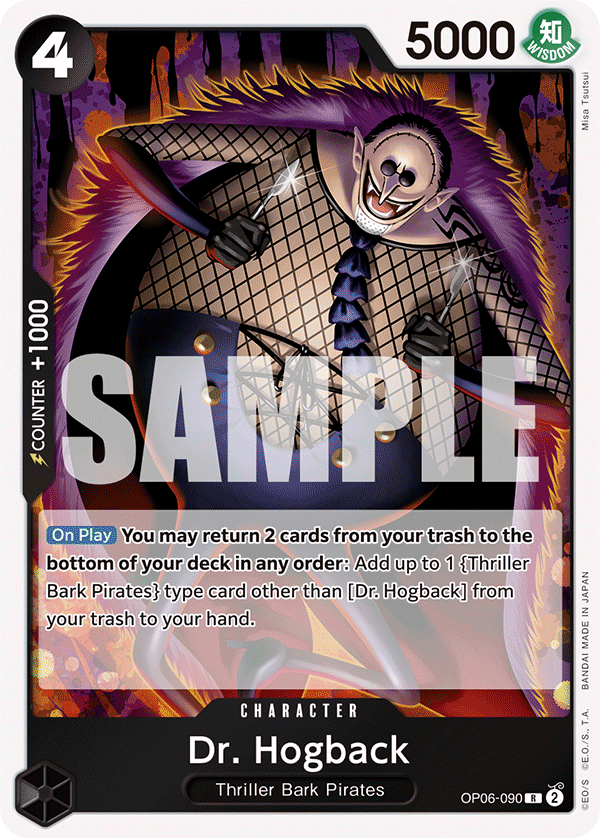 4
5000
知
WISDOM
Misa Tsutsui
COUNTER +1000
SAMPLE
On Play You may return 2 cards from your trash to the
bottom of your deck in any order: Add up to 1 {Thriller
Bark Pirates} type card other than [Dr. Hogback] from
your trash to your hand.
CHARACTER
Dr. Hogback
Thriller Bark Pirates
OP06-090 R 2
©EO/S ©E.O./S., T.A. BANDAI MADE IN JAPAN